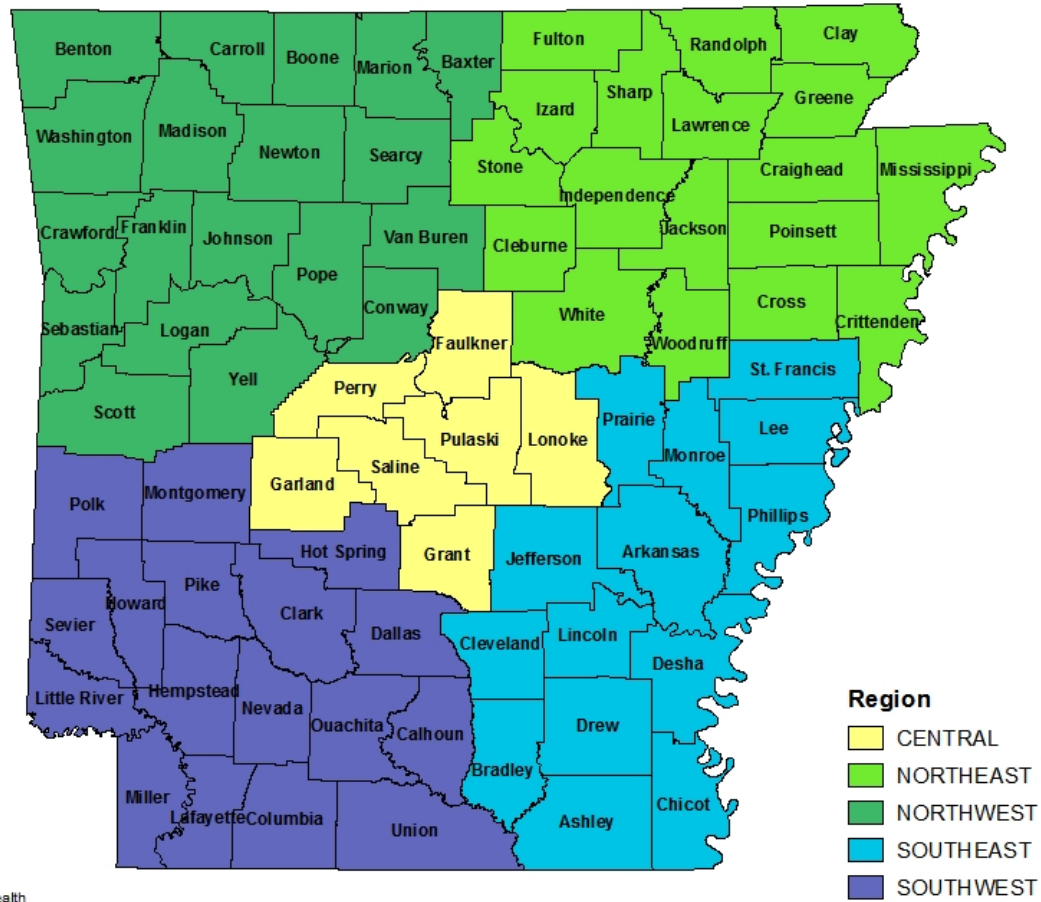 Benton
Carroll
Boone
Marion
Baxter
Fulton
Randolph
Clay
Sharp
Izard
Greene
Lawrence
Washington
Madison
Newton
Searcy
Stone
Independence
Craighead
Mississippi
Crawford
Franklin
Johnson
Van Buren
Cleburne
Jackson
Poinsett
Pope
Conway
White
Cross
Crittenden
Sebastian
Logan
Faulkner
Woodruff
Yell
Perry
St. Francis
Scott
Prairie
Lee
Pulaski
Lonoke
Monroe
Saline
Garland
Polk
Montgomery
Phillips
Hot Spring
Grant
Jefferson
Arkansas
Pike
Howard
Clark
Sevier
Dallas
Cleveland
Lincoln
Desha
Little River
Hempstead
Nevada
Ouachita
Calhoun
Drew
Bradley
Miller
Lafayette
Columbia
Union
Ashley
Chicot
Region
CENTRAL
NORTHEAST
NORTHWEST
SOUTHEAST
SOUTHWEST
ealth